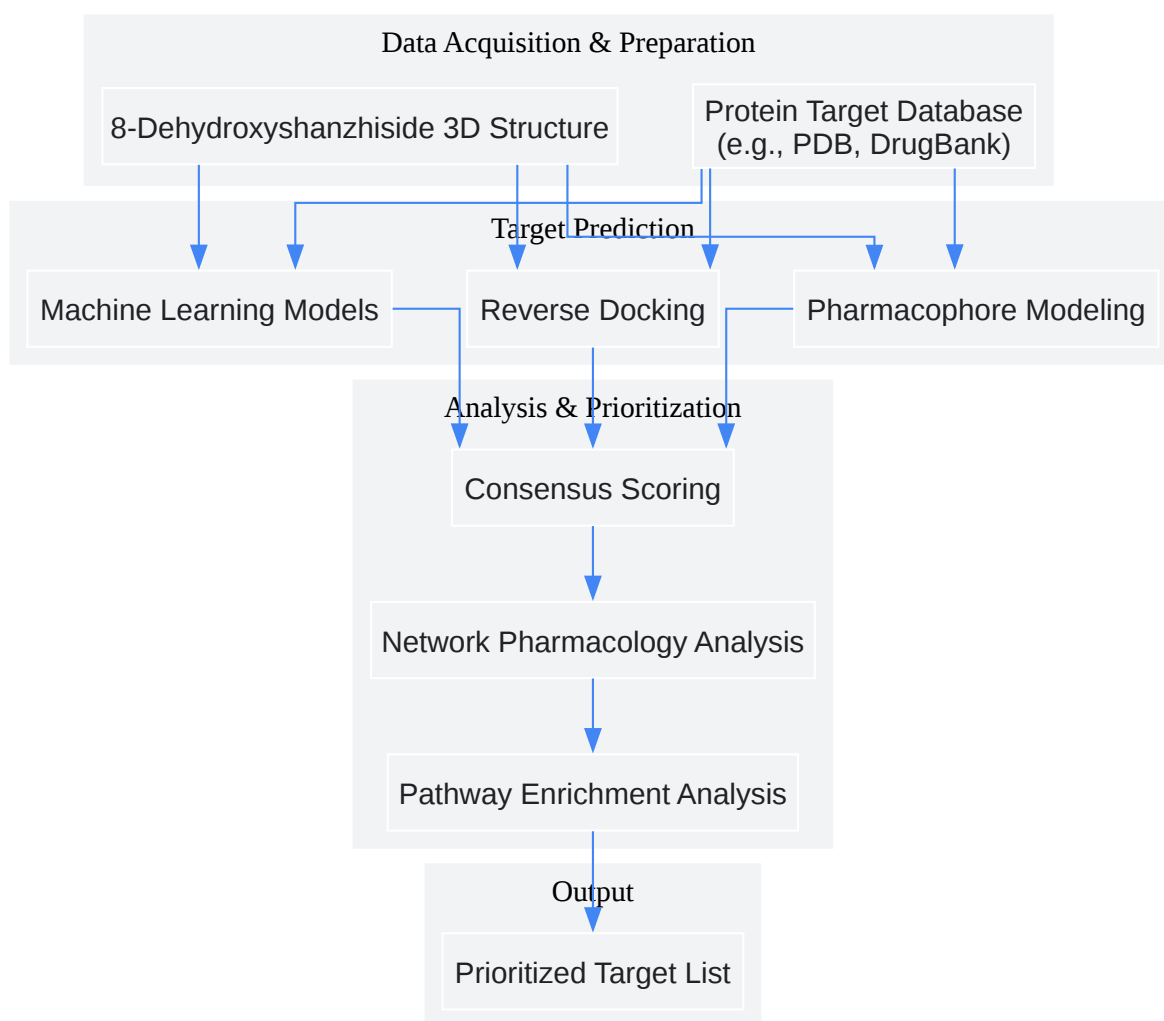 Data Acquisition & Preparation
8-Dehydroxyshanzhiside 3D Structure
Protein Target Database
(e.g., PDB, DrugBank)
Target Prediction
Machine Learning Models
Reverse Docking
Pharmacophore Modeling
Analysis & Prioritization
Consensus Scoring
Network Pharmacology Analysis
Pathway Enrichment Analysis
Output
Prioritized Target List